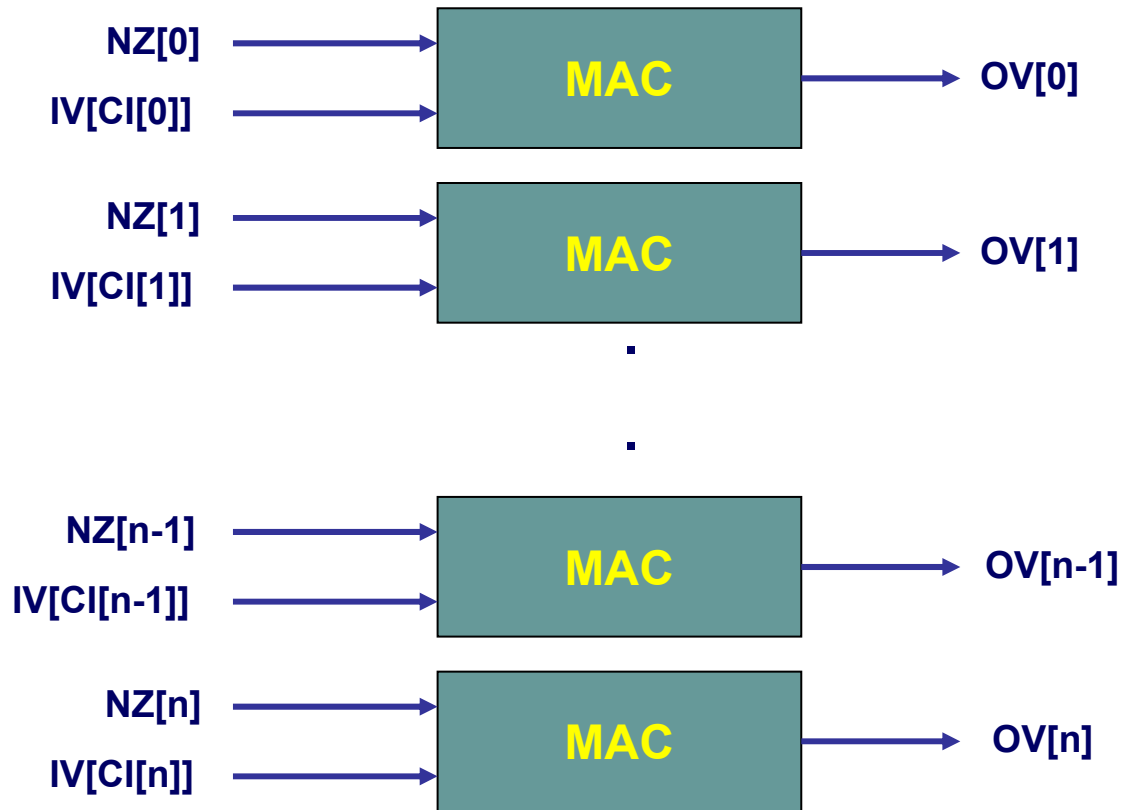 NZ[0]
IV[CI[0]]
MAC
OV[0]
NZ[1]
IV[CI[1]]
MAC
OV[1]
.
.
NZ[n-1]
IV[CI[n-1]]
MAC
OV[n-1]
NZ[n]
IV[CI[n]]
MAC
OV[n]